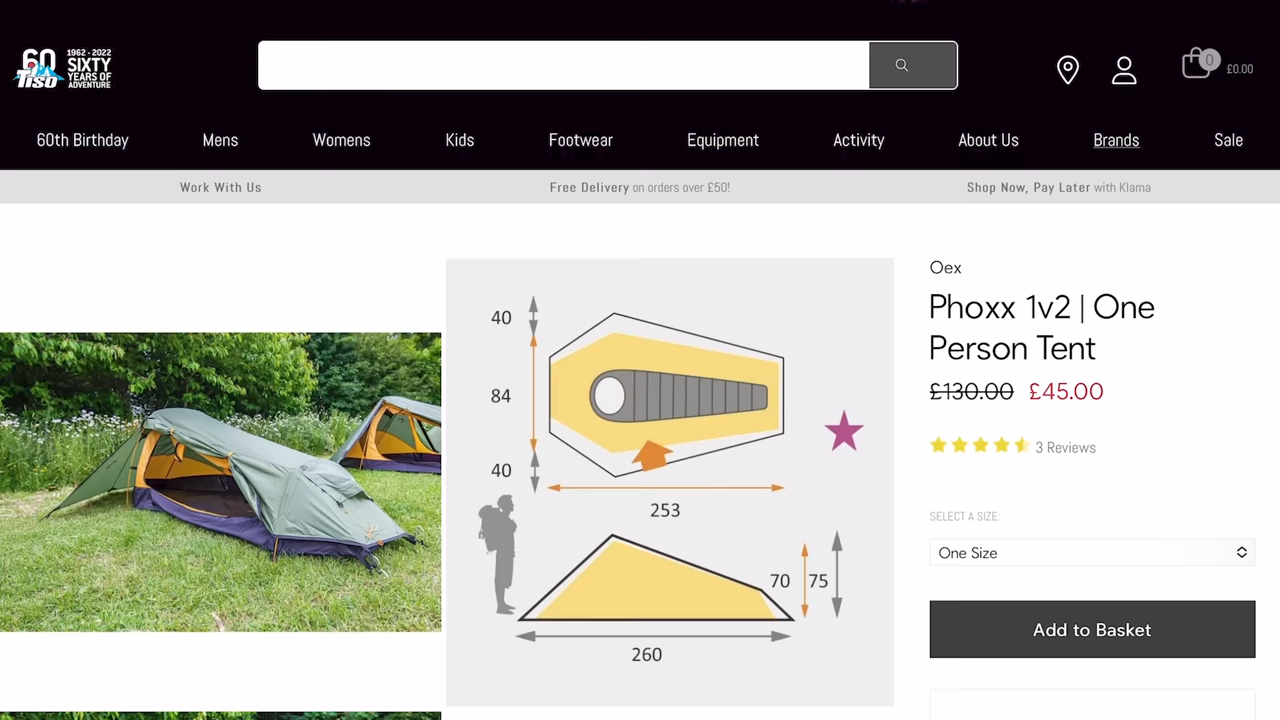 60
TISO
1962 - 2022
SIXTY
YEARS OF
ADVENTURE
0
£0.00
60th Birthday
Mens
Womens
Kids
Footwear
Equipment
Activity
About Us
Brands
Sale
Work With Us
Free Delivery on orders over £50!
Shop Now, Pay Later with Klarna
40
84
40
253
70
75
260
Oex
Phoxx 1v2 | One
Person Tent
£130.00 £45.00
3 Reviews
SELECT A SIZE:
One Size
Add to Basket